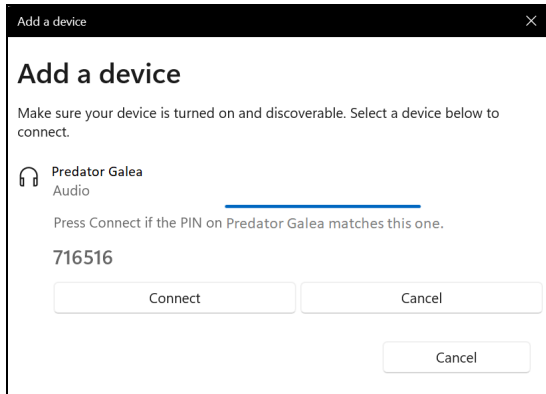 Add a device
Add a device
Make sure your device is turned on and discoverable. Select a device below to
connect.
Predator Galea
Audio
Press Connect if the PIN on Predator Galea matches this one.
716516
Connect Cancel
Cancel